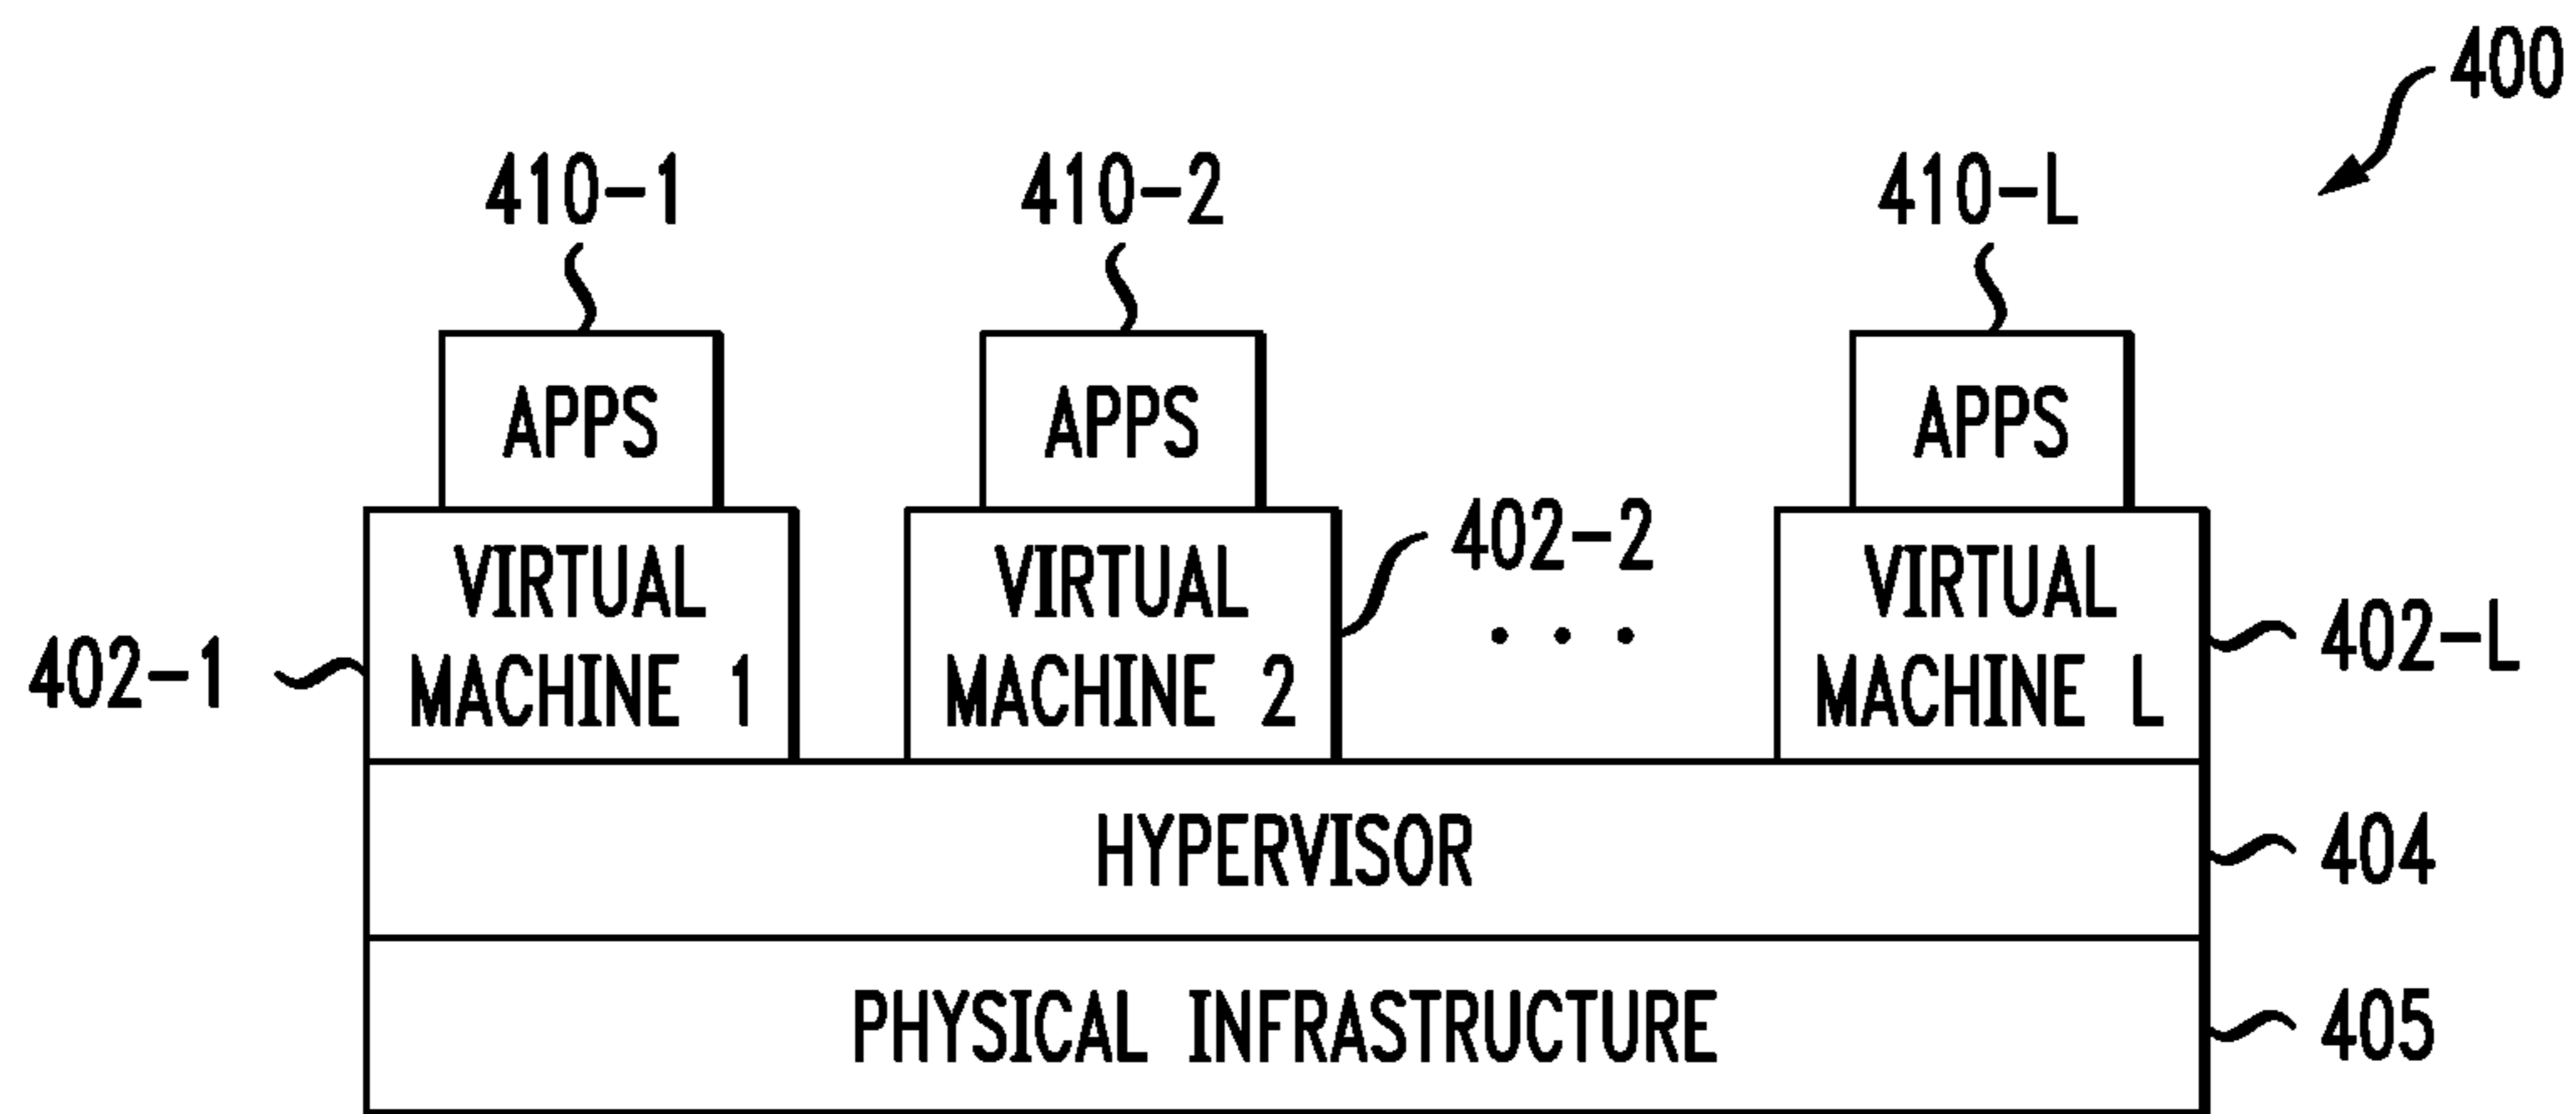 400
410-1
410-2
410-L
APPS
APPS
APPS
402-2
VIRTUAL
MACHINE 1
VIRTUAL
MACHINE 2
. . .
VIRTUAL
MACHINE L
402-1
402-L
HYPERVISOR
404
PHYSICAL INFRASTRUCTURE
405